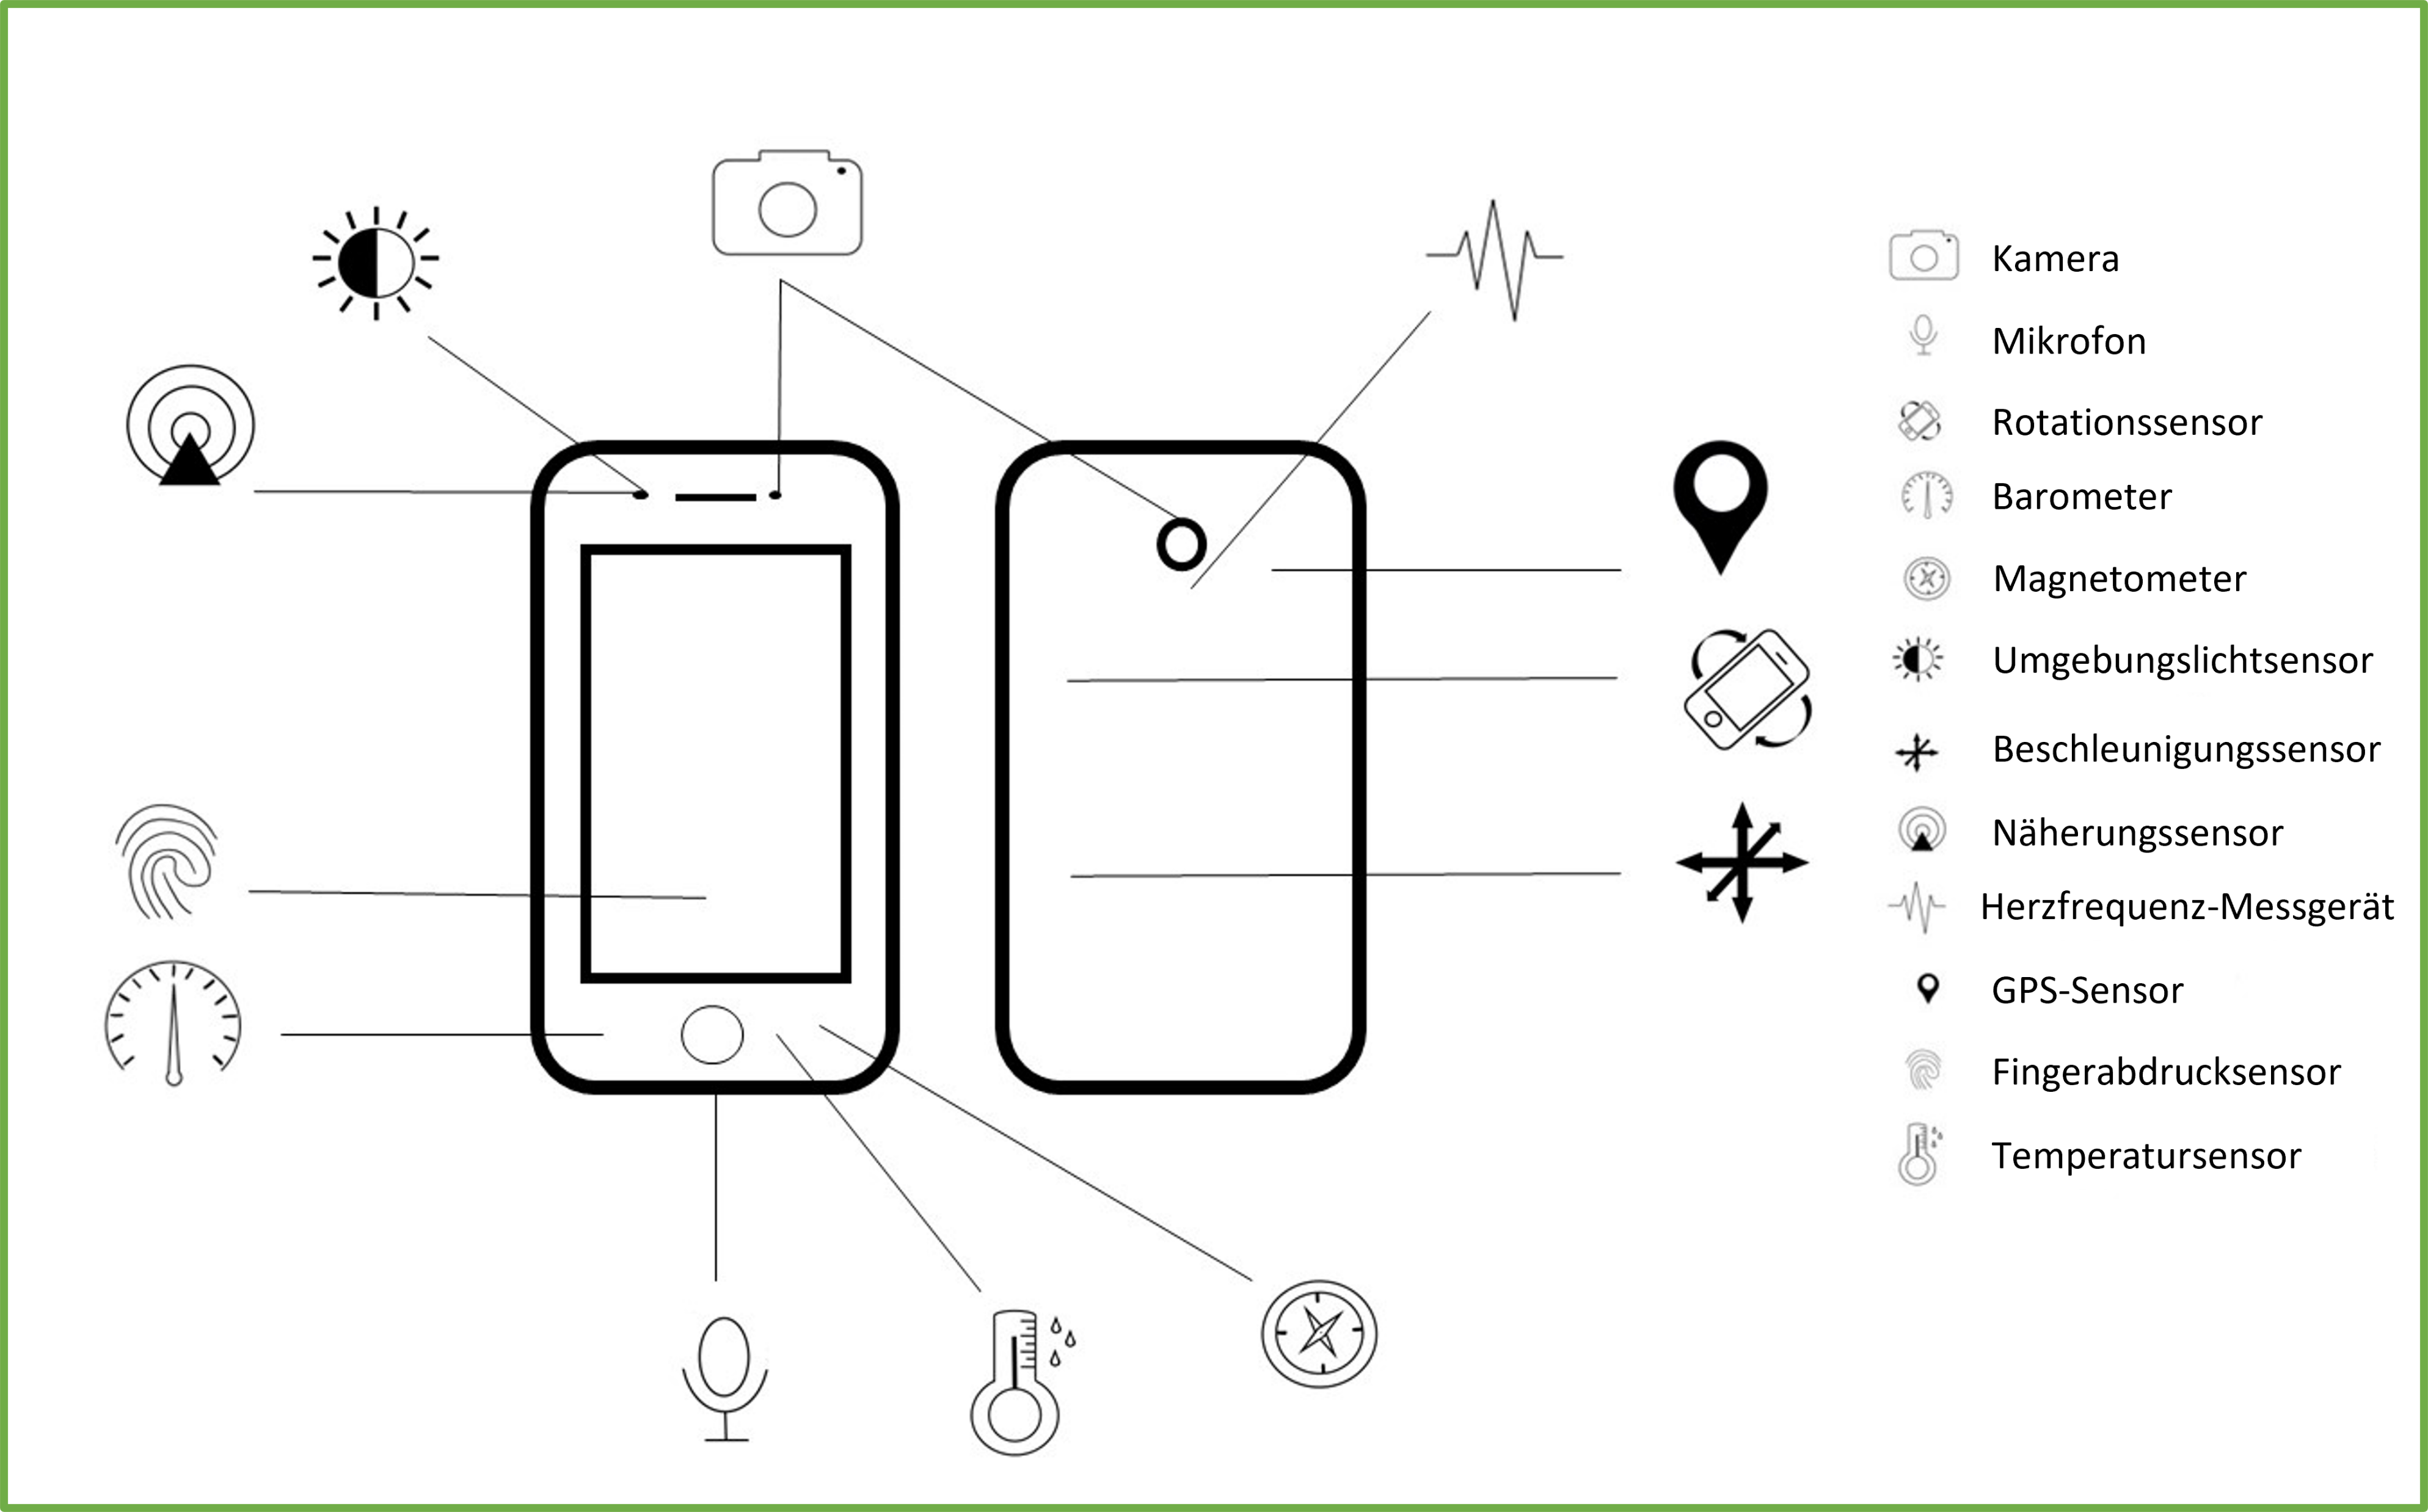 Kamera
Mikrofon
Rotationssensor
Barometer
Magnetometer
Umgebungslichtsensor
Beschleunigungssensor
Näherungssensor
Herzfrequenz-Messgerät
GPS-Sensor
Fingerabdrucksensor
Temperatursensor